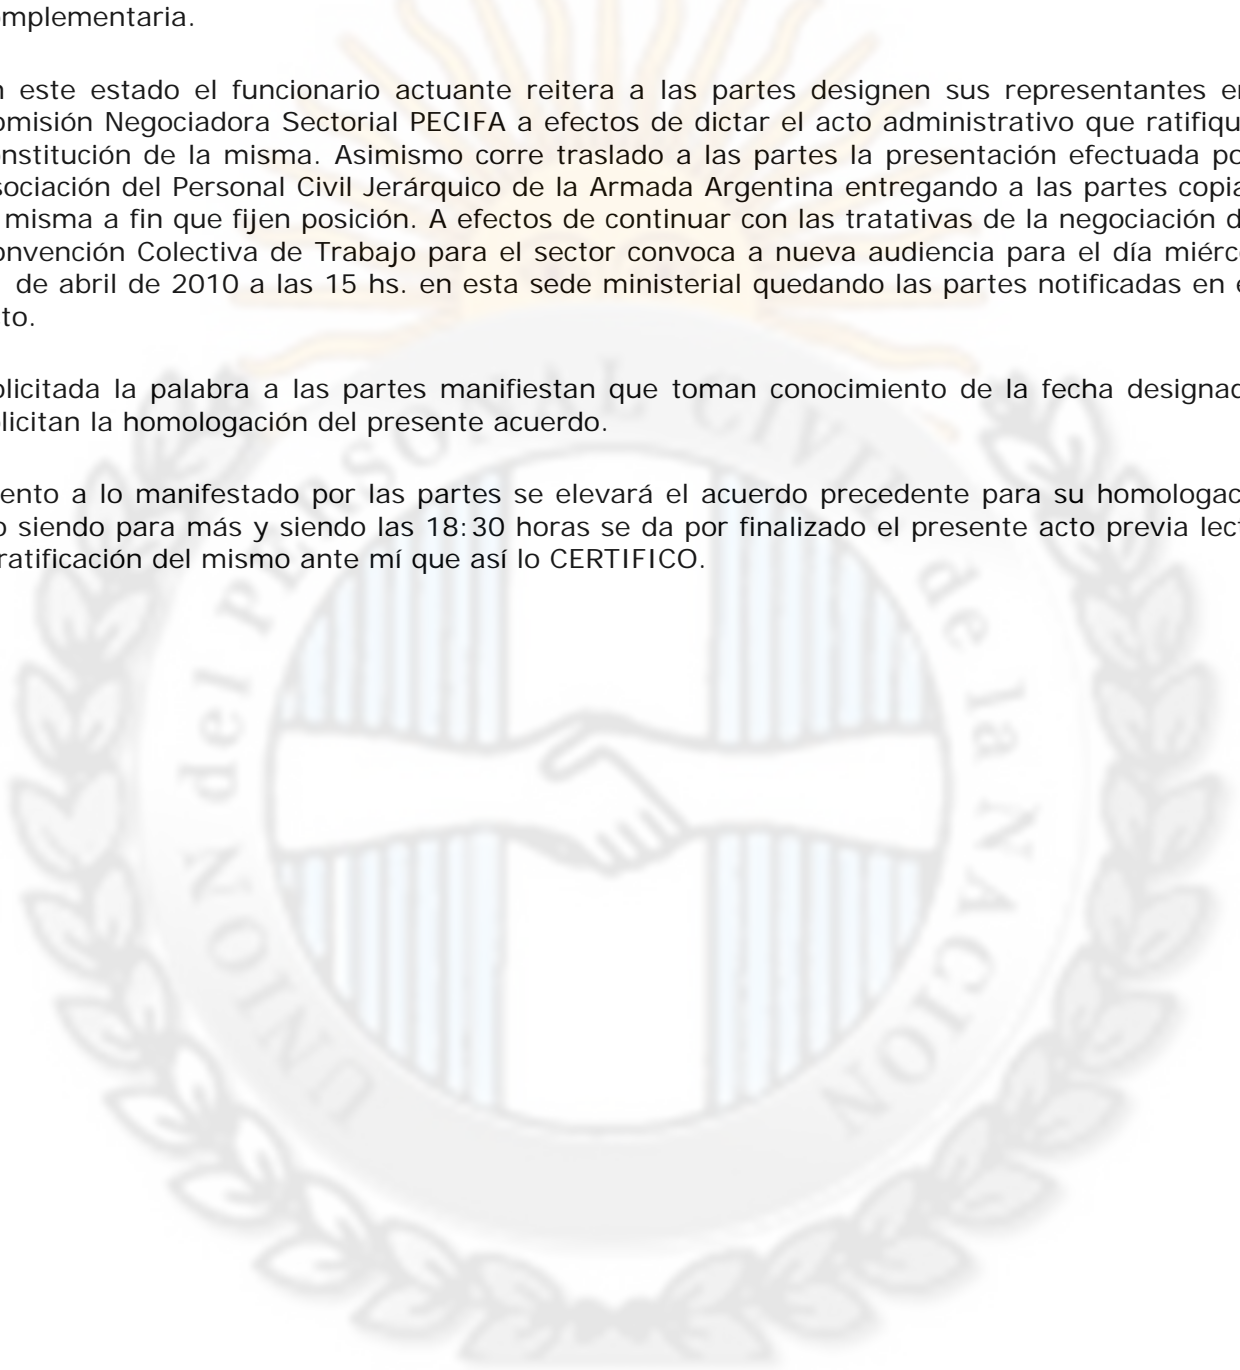 omplementaria.
n este estado el funcionario actuante reitera a las partes designen sus representantes en
omisión Negociadora Sectorial PECIFA a efectos de dictar el acto administrativo que ratifiqu
onstitución de la misma. Asimismo corre traslado a las partes la presentación efectuada po
sociación del Personal Civil Jerárquico de la Armada Argentina entregando a las partes copia
misma a fin que fijen posición. A efectos de continuar con las tratativas de la negociación d
onvención Colectiva de Trabajo para el sector convoca a nueva audiencia para el día miérc
de abril de 2010 a las 15 hs. en esta sede ministerial quedando las partes notificadas en e
to.
olicitada la palabra a las partes manifiestan que toman conocimiento de la fecha designad
licitan la homologación del presente acuerdo.
ento a lo manifestado por las partes se elevará el acuerdo precedente para su homologac
o siendo para más y siendo las 18:30 horas se da por finalizado el presente acto previa lect
ratificación del mismo ante mí que así lo CERTIFICO.
UNION del PERSONAL CIVIL de la NACION